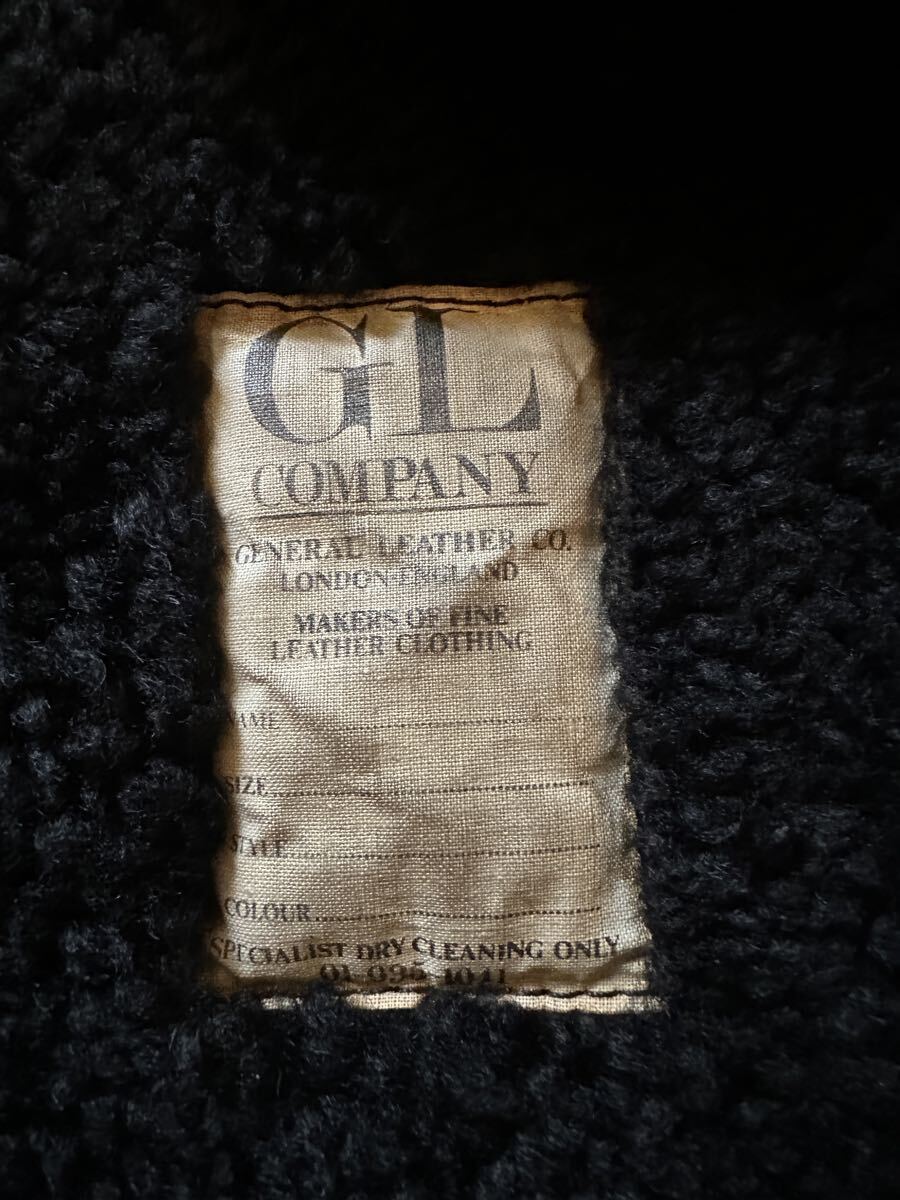 GL
COMPANY
GENERAL LEATHER CO.
LONDON·ENGLAND
MAKERS OF FINE
LEATHER CLOTHING
NAME
SIZE
STYLE
COLOUR
SPECIALIST DRY CLEANING ONLY
01